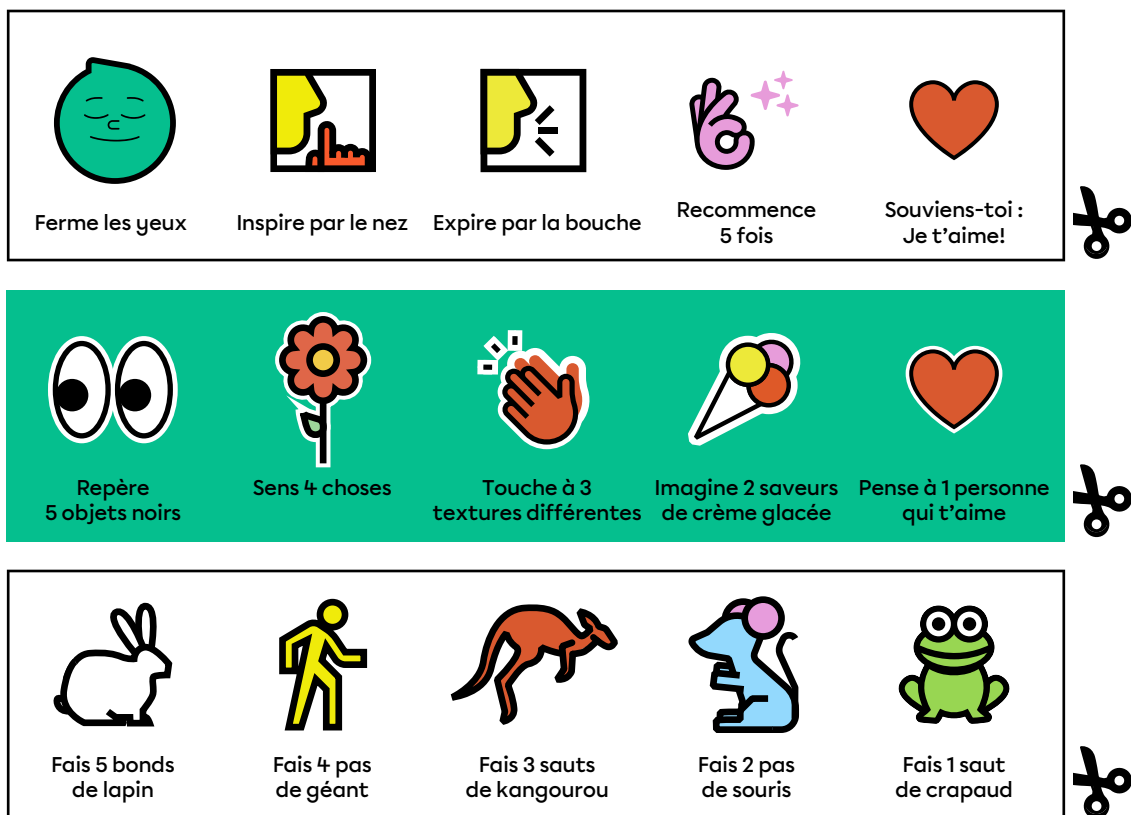 Ferme les yeux
Inspire par le nez
Expire par la bouche
Recommence
5 fois
Souviens-toi :
Je t'aime!
Repère
5 objets noirs
Sens 4 choses
Touche à 3
textures différentes
Imagine 2 saveurs
de crème glacée
Pense à 1 personne
qui t'aime
Fais 5 bonds
de lapin
Fais 4 pas
de géant
Fais 3 sauts
de kangourou
Fais 2 pas
de souris
Fais 1 saut
de crapaud